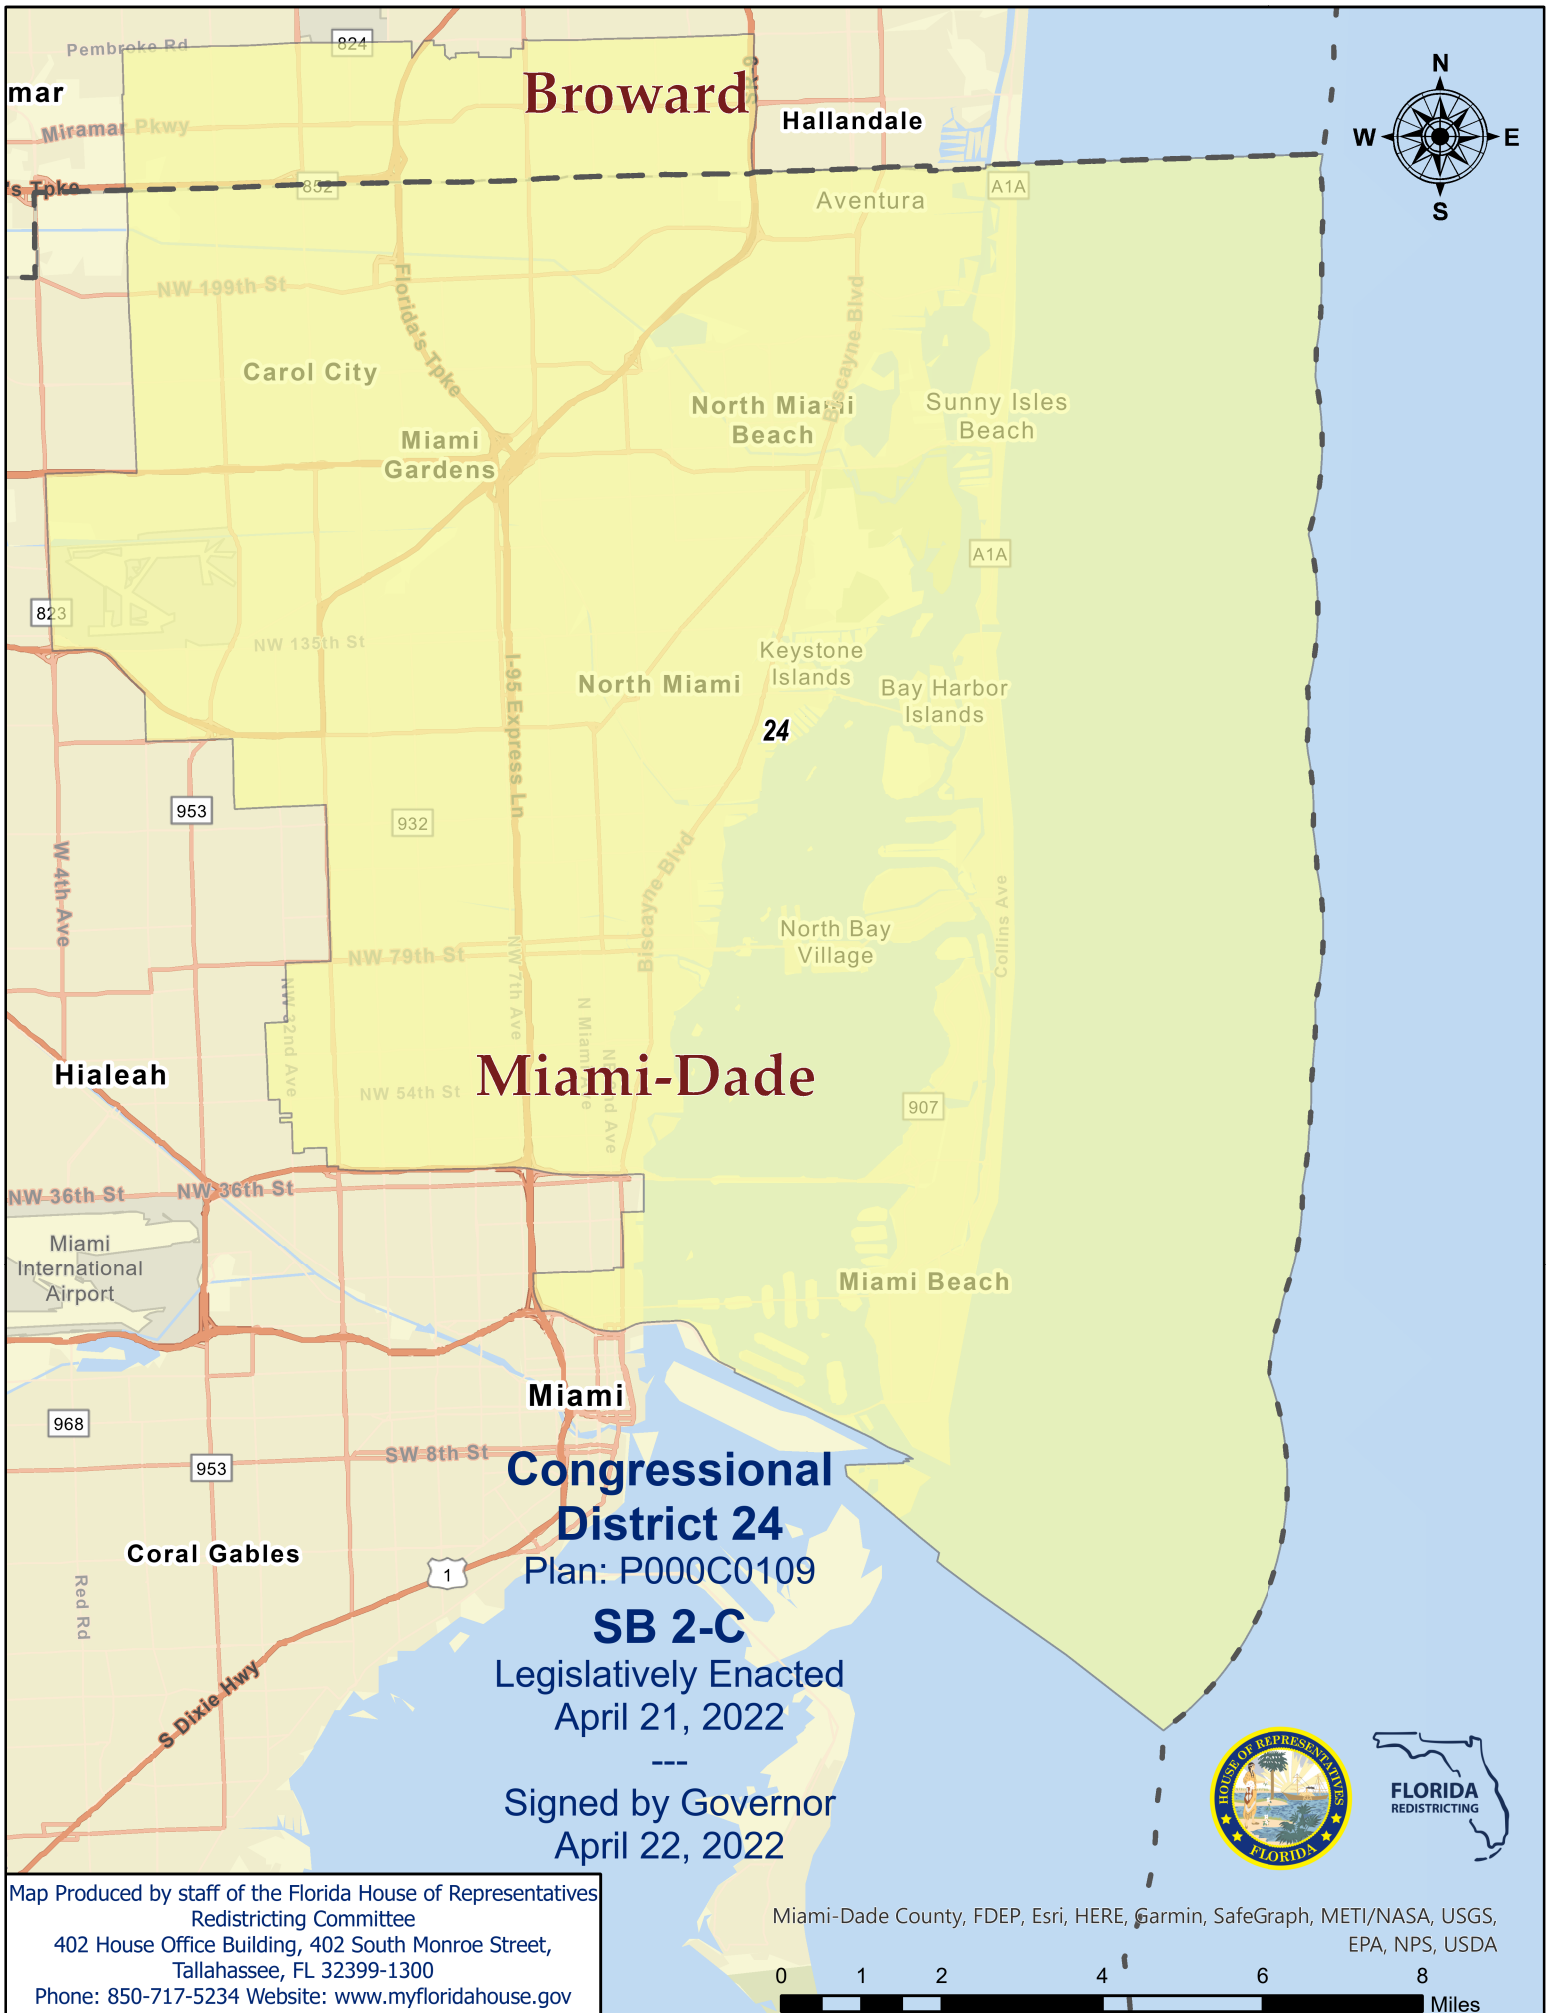 Pembroke Rd
824
SR-9
Broward
mar
Miramar Pkwy
Hallandale
N
W
E
S
's Tpke
852
A1A
Aventura
NW 199th St
Florida's Tpke
Biscayne Blvd
Carol City
North Miami
Beach
Sunny Isles
Beach
Miami
Gardens
A1A
823
NW 135th St
I-95 Express Ln
Keystone
Islands
North Miami
Bay Harbor
Islands
24
953
932
W 4th Ave
Biscayne Blvd
Collins Ave
North Bay
Village
NW 79th St
NW 7th Ave
NW 32nd Ave
N Miami Ave
Hialeah
Miami-Dade
NW 54th St
907
NW 36th St
NW 36th St
Miami
International
Airport
Miami Beach
Miami
968
SW 8th St
953
Congressional
District 24
Plan: P000C0109
SB 2-C
Legislatively Enacted
April 21, 2022
---
Signed by Governor
April 22, 2022
Coral Gables
1
Red Rd
S Dixie Hwy
HOUSE OF REPRESENTATIVES
FLORIDA
FLORIDA
REDISTRICTING
Map Produced by staff of the Florida House of Representatives
Redistricting Committee
402 House Office Building, 402 South Monroe Street,
Tallahassee, FL 32399-1300
Phone: 850-717-5234 Website: www.myfloridahouse.gov
Miami-Dade County, FDEP, Esri, HERE, Garmin, SafeGraph, METI/NASA, USGS,
EPA, NPS, USDA
0 1 2 4 6 8
Miles